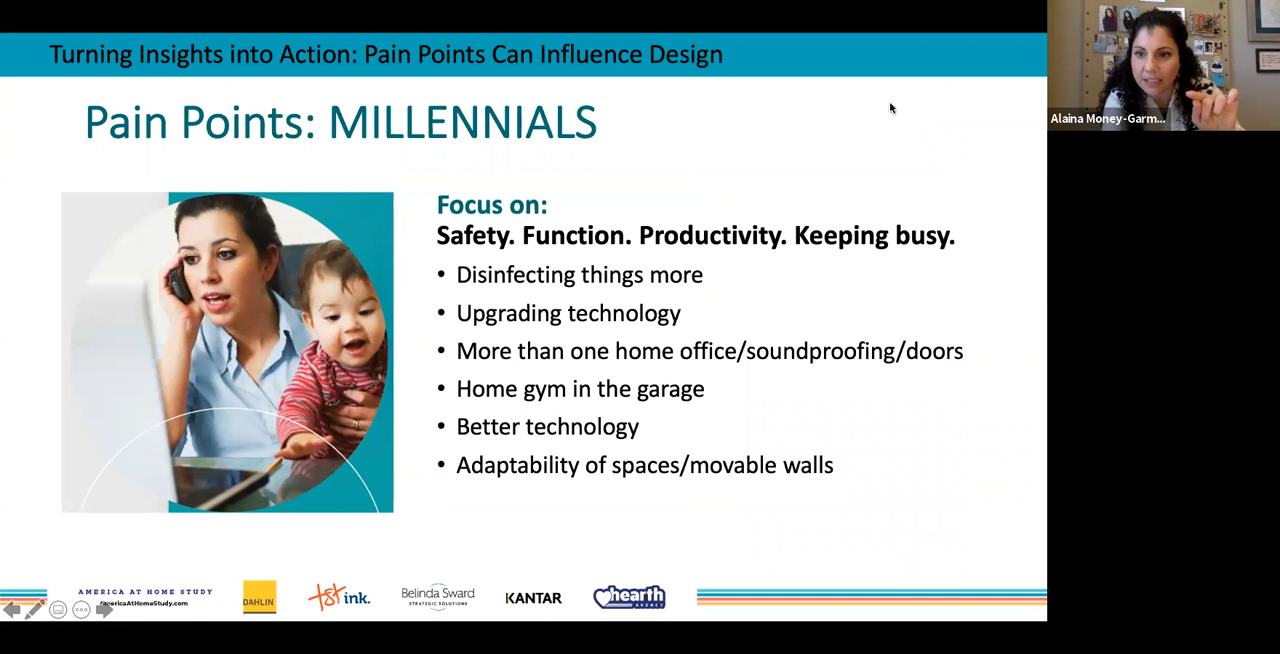 Turning Insights into Action: Pain Points Can Influence Design
Alaina Money-Garm...
Pain Points: MILLENNIALS
Focus on:
Safety. Function. Productivity. Keeping busy.
• Disinfecting things more
• Upgrading technology
• More than one home office/soundproofing/doors
• Home gym in the garage
• Better technology
• Adaptability of spaces/movable walls
AMERICA AT HOME STUDY
AmericaAtHomeStudy.com
DAHLIN
tst ink.
Belinda Sward
STRATEGIC SOLUTIONS
KANTAR
hearth
AGENCY